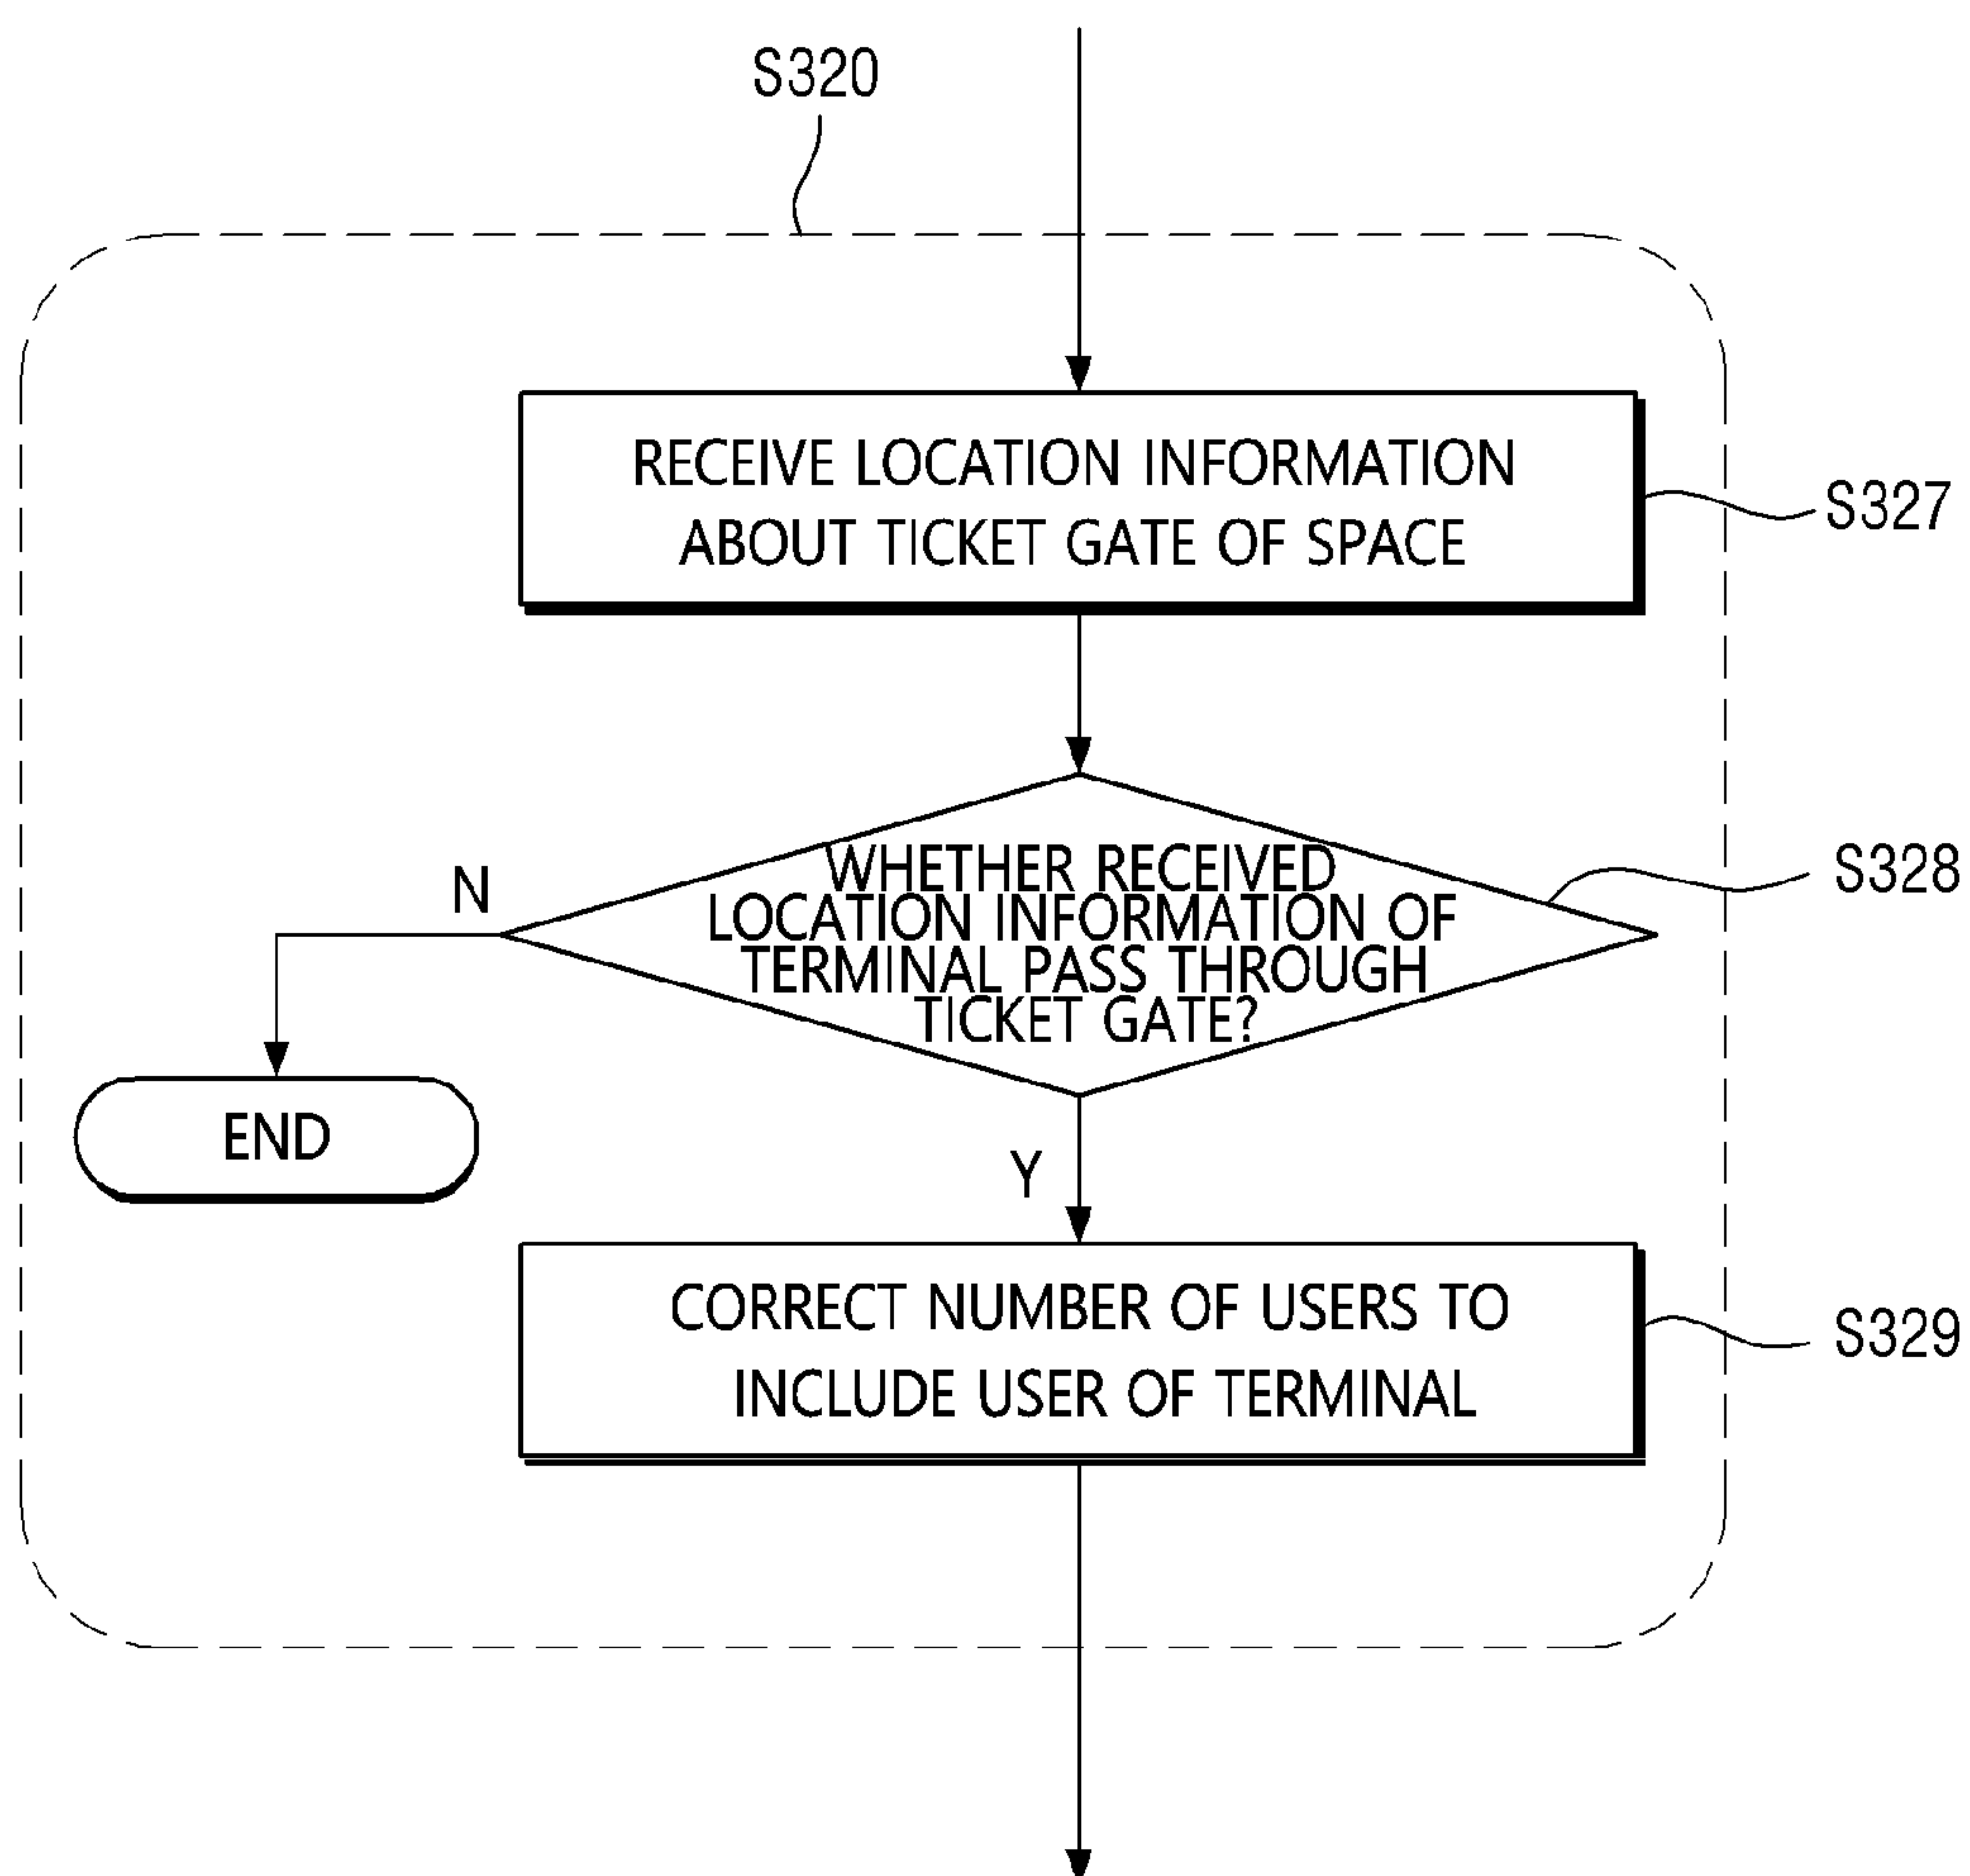 S320
RECEIVE LOCATION INFORMATION
ABOUT TICKET GATE OF SPACE
S327
WHETHER RECEIVED
LOCATION INFORMATION OF
TERMINAL PASS THROUGH
TICKET GATE?
S328
N
END
Y
CORRECT NUMBER OF USERS TO
INCLUDE USER OF TERMINAL
S329